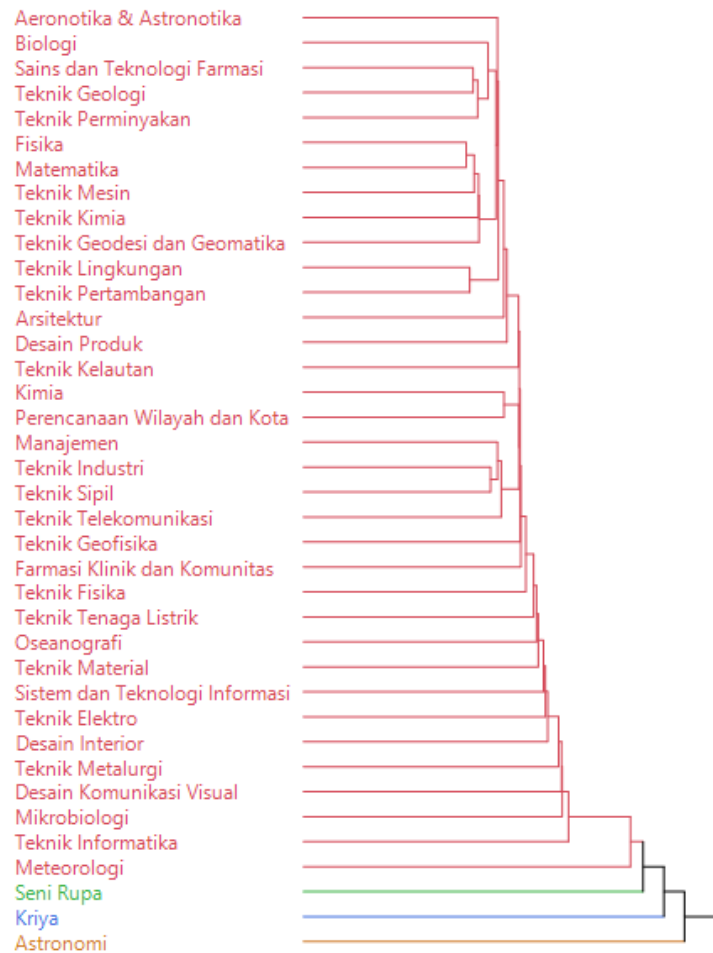 Aeronotika & Astronotika
Biologi
Sains dan Teknologi Farmasi
Teknik Geologi
Teknik Perminyakan
Fisika
Matematika
Teknik Mesin
Teknik Kimia
Teknik Geodesi dan Geomatika
Teknik Lingkungan
Teknik Pertambangan
Arsitektur
Desain Produk
Teknik Kelautan
Kimia
Perencanaan Wilayah dan Kota
Manajemen
Teknik Industri
Teknik Sipil
Teknik Telekomunikasi
Teknik Geofisika
Farmasi Klinik dan Komunitas
Teknik Fisika
Teknik Tenaga Listrik
Oseanografi
Teknik Material
Sistem dan Teknologi Informasi
Teknik Elektro
Desain Interior
Teknik Metalurgi
Desain Komunikasi Visual
Mikrobiologi
Teknik Informatika
Meteorologi
Seni Rupa
Kriya
Astronomi